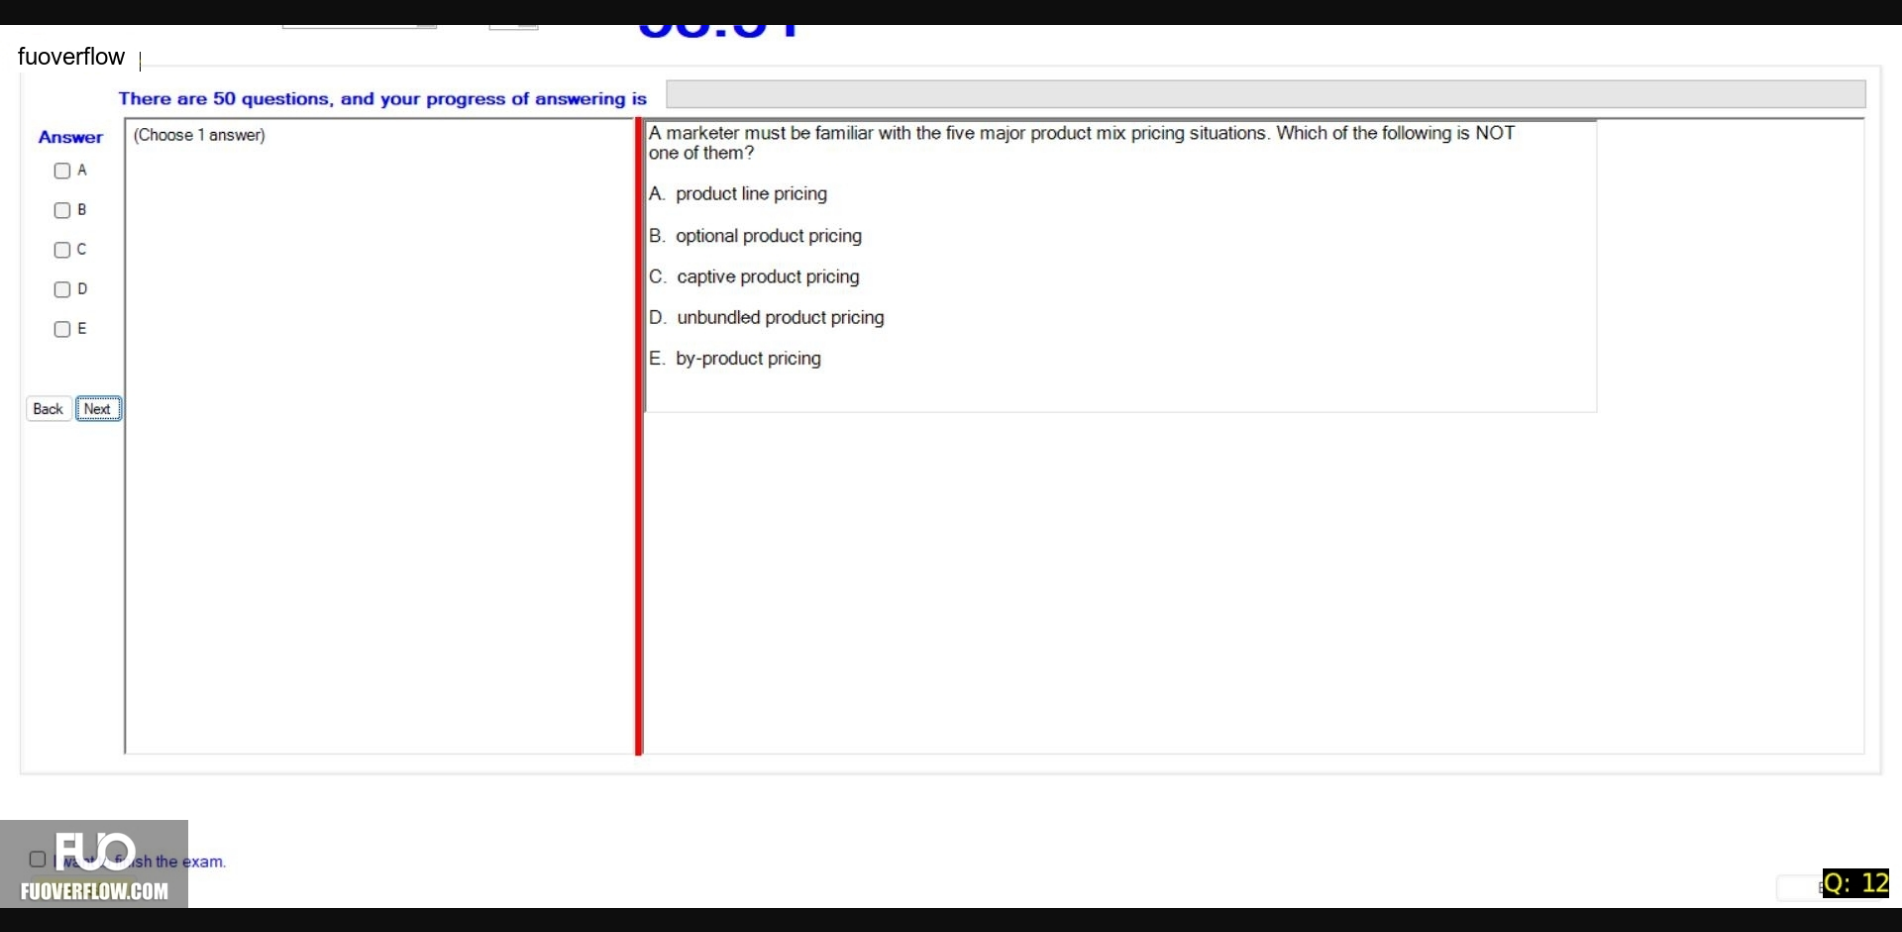 fuoverflow
There are 50 questions, and your progress of answering is
Answer
(Choose 1 answer)
A
B
C
D
E
Back Next
A marketer must be familiar with the five major product mix pricing situations. Which of the following is NOT
one of them?
A. product line pricing
B. optional product pricing
C. captive product pricing
D. unbundled product pricing
E. by-product pricing
FUO
the exam.
FUOVERFLOW.COM
Q: 12